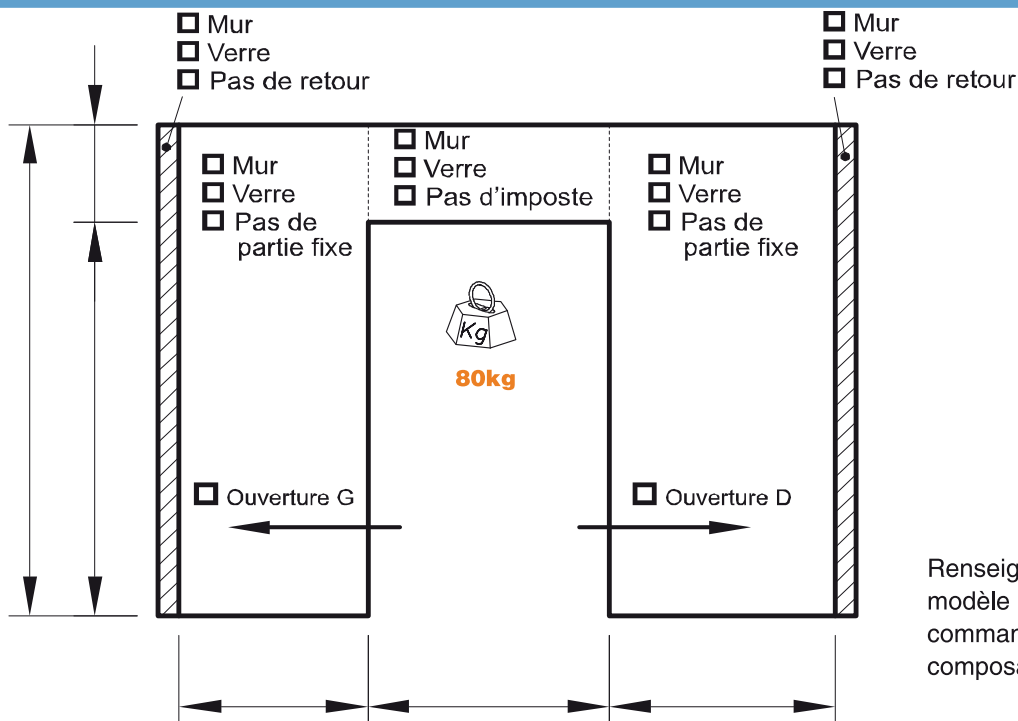 Mur
Verre
Pas de retour
Mur
Verre
Pas de retour
Mur
Verre
Pas de
partie fixe
Mur
Verre
Pas d'imposte
Mur
Verre
Pas de
partie fixe
Kg
80kg
Ouverture G
Ouverture D
modèle